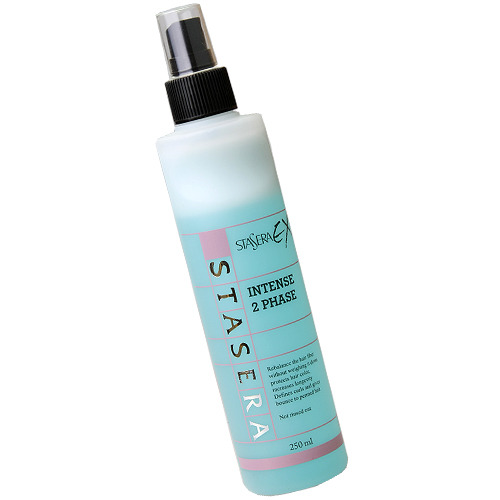 STASERA EX
STASERA
INTENSE
2 PHASE
Rebalance the hair fibre
without weighing it down
protects hair color,
increases longevity
Defines curls and gives
bounce to permed hair
Not rinsed out
250 ml